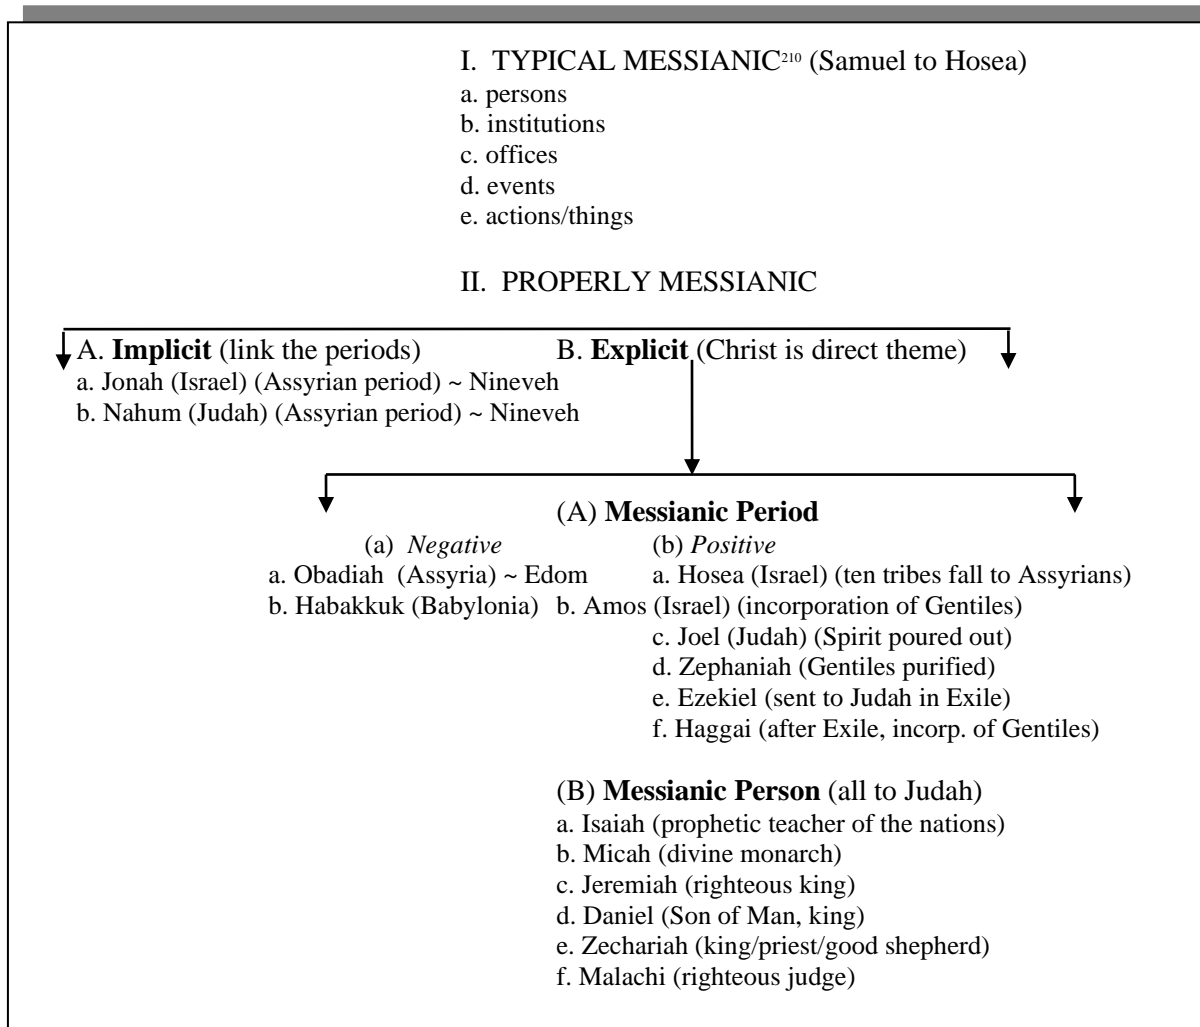 I. TYPICAL MESSIANIC210 (Samuel to Hosea)
a. persons
b. institutions
c. offices
d. events
e. actions/things
II. PROPERLY MESSIANIC
A. Implicit (link the periods)
a. Jonah (Israel) (Assyrian period) ~ Nineveh
b. Nahum (Judah) (Assyrian period) ~ Nineveh
B. Explicit (Christ is direct theme)
(A) Messianic Period
(a) Negative
a. Obadiah (Assyria) ~ Edom
b. Habakkuk (Babylonia)
(b) Positive
a. Hosea (Israel) (ten tribes fall to Assyrians)
b. Amos (Israel) (incorporation of Gentiles)
c. Joel (Judah) (Spirit poured out)
d. Zephaniah (Gentiles purified)
e. Ezekiel (sent to Judah in Exile)
f. Haggai (after Exile, incorp. of Gentiles)
(B) Messianic Person (all to Judah)
a. Isaiah (prophetic teacher of the nations)
b. Micah (divine monarch)
c. Jeremiah (righteous king)
d. Daniel (Son of Man, king)
e. Zechariah (king/priest/good shepherd)
f. Malachi (righteous judge)